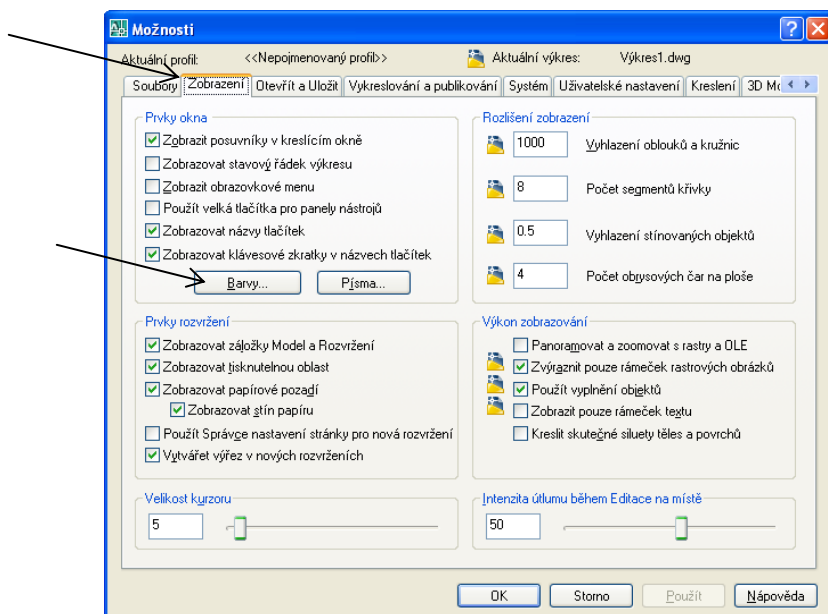 Možnosti
Aktuální profil: <<Nepojmenovaný profil>> Aktuální výkres: Výkres1.dwg
Soubory Zobrazení Otevřít a Uložit Vykreslování a publikování Systém Uživatelské nastavení Kreslení 3D Mo
Prvky okna
Zobrazit posuvníky v kreslícím okně
Zobrazovat stavový řádek výkresu
Zobrazit obrazovkové menu
Použít velká tlačítka pro panely nástrojů
Zobrazovat názvy tlačítek
Zobrazovat klávesové zkratky v názvech tlačítek
Barvy... Písma...
Rozlišení zobrazení
1000 Vyhlazení oblouků a kružnic
8 Počet segmentů křivky
0.5 Vyhlazení stínovaných objektů
4 Počet obrysových čar na ploše
Prvky rozvržení
Zobrazovat záložky Model a Rozvržení
Zobrazovat tisknutelnou oblast
Zobrazovat papírové pozadí
Zobrazovat stín papíru
Použít Správce nastavení stránky pro nová rozvržení
Vytvářet výřez v nových rozvrženích
Výkon zobrazování
Panoramovat a zoomovat s rastry a OLE
Zvýraznit pouze rámeček rastrových obrázků
Použít vyplnění objektů
Zobrazit pouze rámeček textu
Kreslit skutečné siluety těles a povrchů
Velikost kurzoru
5
Intenzita útlumu během Editace na místě
50
OK Storno Použít Nápověda